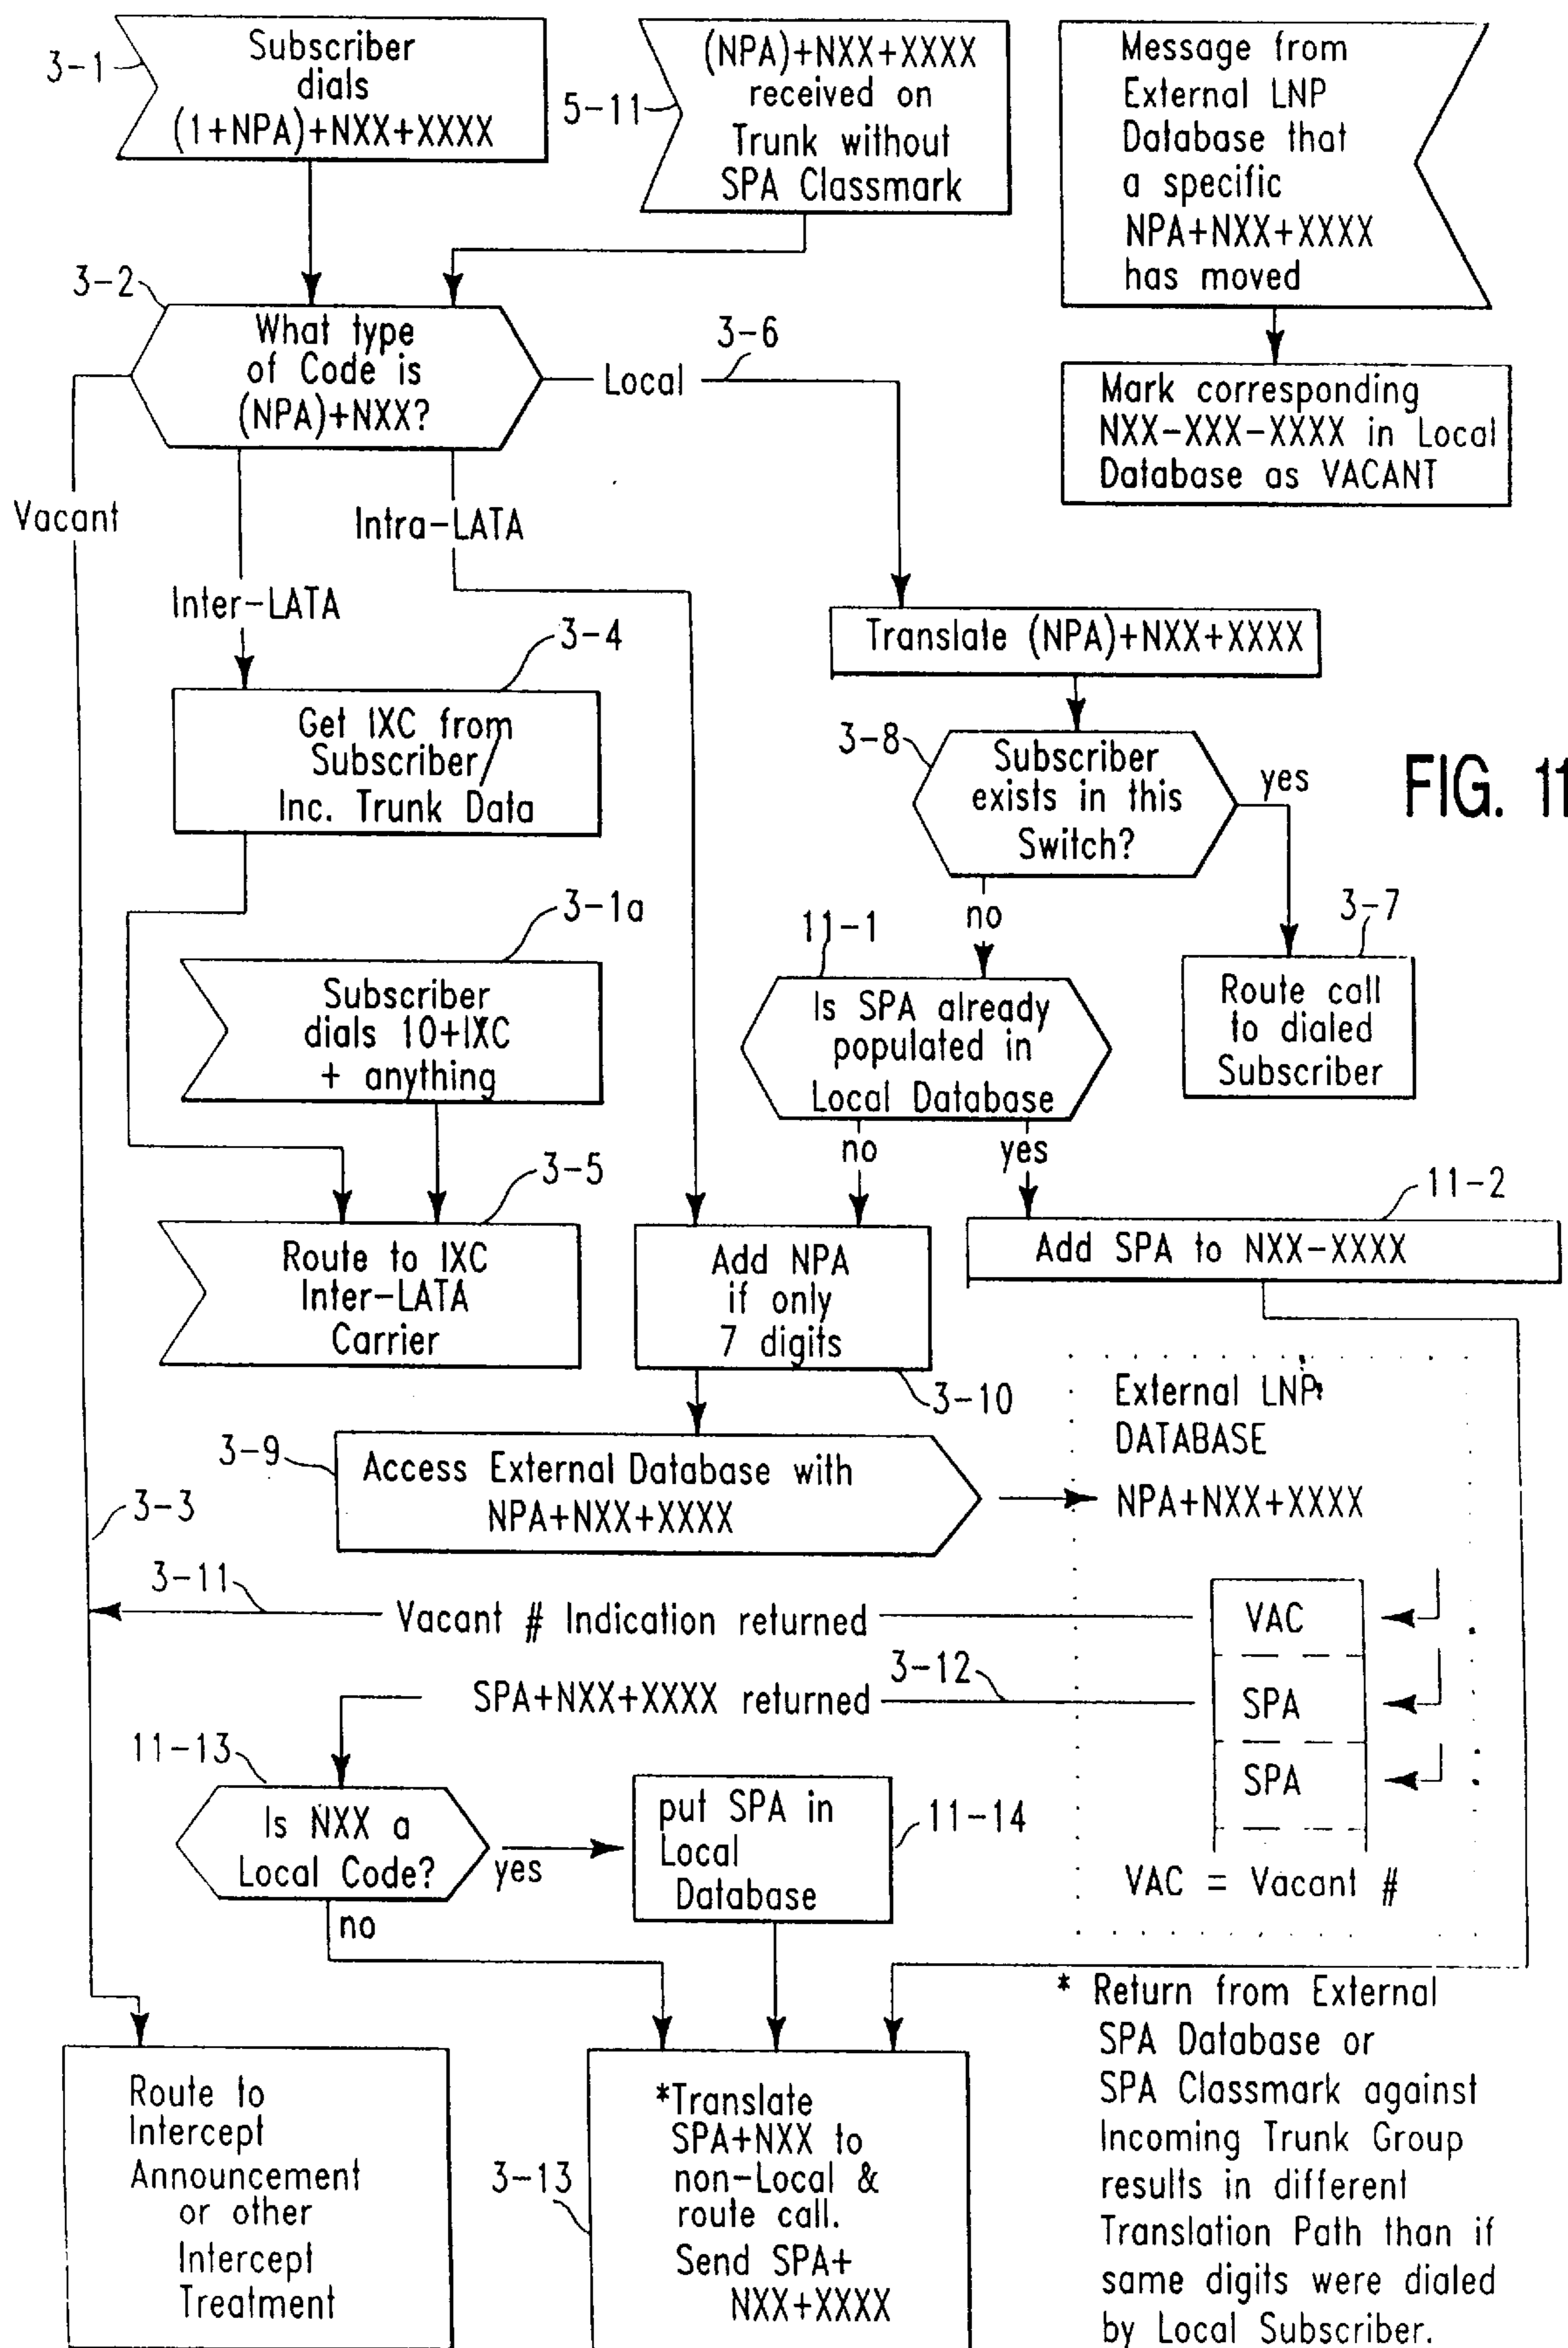 3-1
Subscriber
dials
(1+NPA)+NXX+XXXX
5-11
(NPA)+NXX+XXXX
received on
Trunk without
SPA Classmark
Message from
External LNP
Database that
a specific
NPA+NXX+XXXX
has moved
3-2
What type
of Code is
(NPA)+NXX?
Local
3-6
Mark corresponding
NXX-XXX-XXXX in Local
Database as VACANT
Vacant
Intra-LATA
Inter-LATA
3-4
Translate (NPA)+NXX+XXXX
Get IXC from
Subscriber/
Inc. Trunk Data
3-8
Subscriber
exists in this
Switch?
yes
FIG. 11
no
3-1a
11-1
3-7
Subscriber
dials 10+IXC
+ anything
Is SPA already
populated in
Local Database
Route call
to dialed
Subscriber
no
yes
3-5
11-2
Route to IXC
Inter-LATA
Carrier
Add NPA
if only
7 digits
Add SPA to NXX-XXXX
3-10
External LNP
DATABASE
3-9
Access External Database with
NPA+NXX+XXXX
NPA+NXX+XXXX
3-3
3-11
Vacant # Indication returned
VAC
3-12
SPA+NXX+XXXX returned
SPA
SPA
11-13
Is NXX a
Local Code?
yes
no
put SPA in
Local
Database
11-14
VAC = Vacant #
Route to
Intercept
Announcement
or other
Intercept
Treatment
3-13
*Translate
SPA+NXX to
non-Local &
route call.
Send SPA+
NXX+XXXX
* Return from External
SPA Database or
SPA Classmark against
Incoming Trunk Group
results in different
Translation Path than if
same digits were dialed
by Local Subscriber.